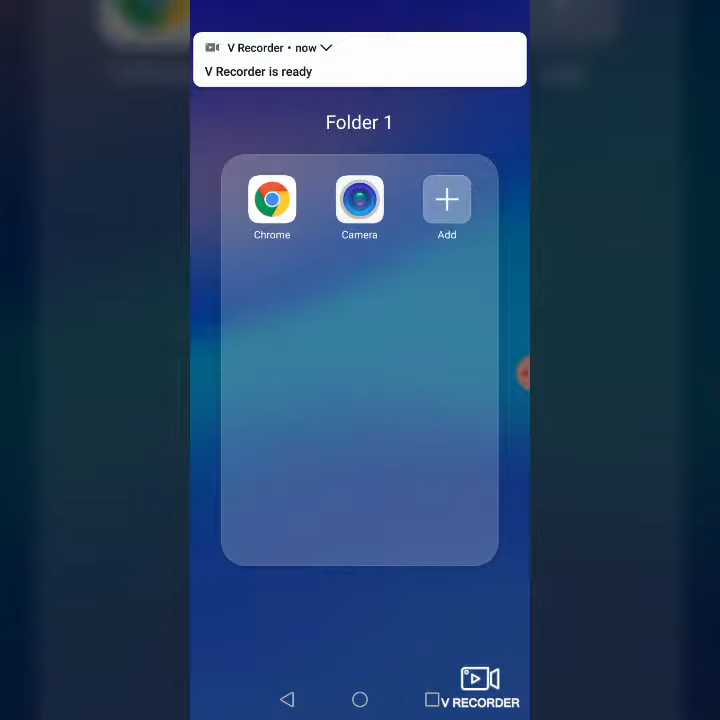 V Recorder • now
V Recorder is ready
Folder 1
Chrome
Camera
Add
V RECORDER